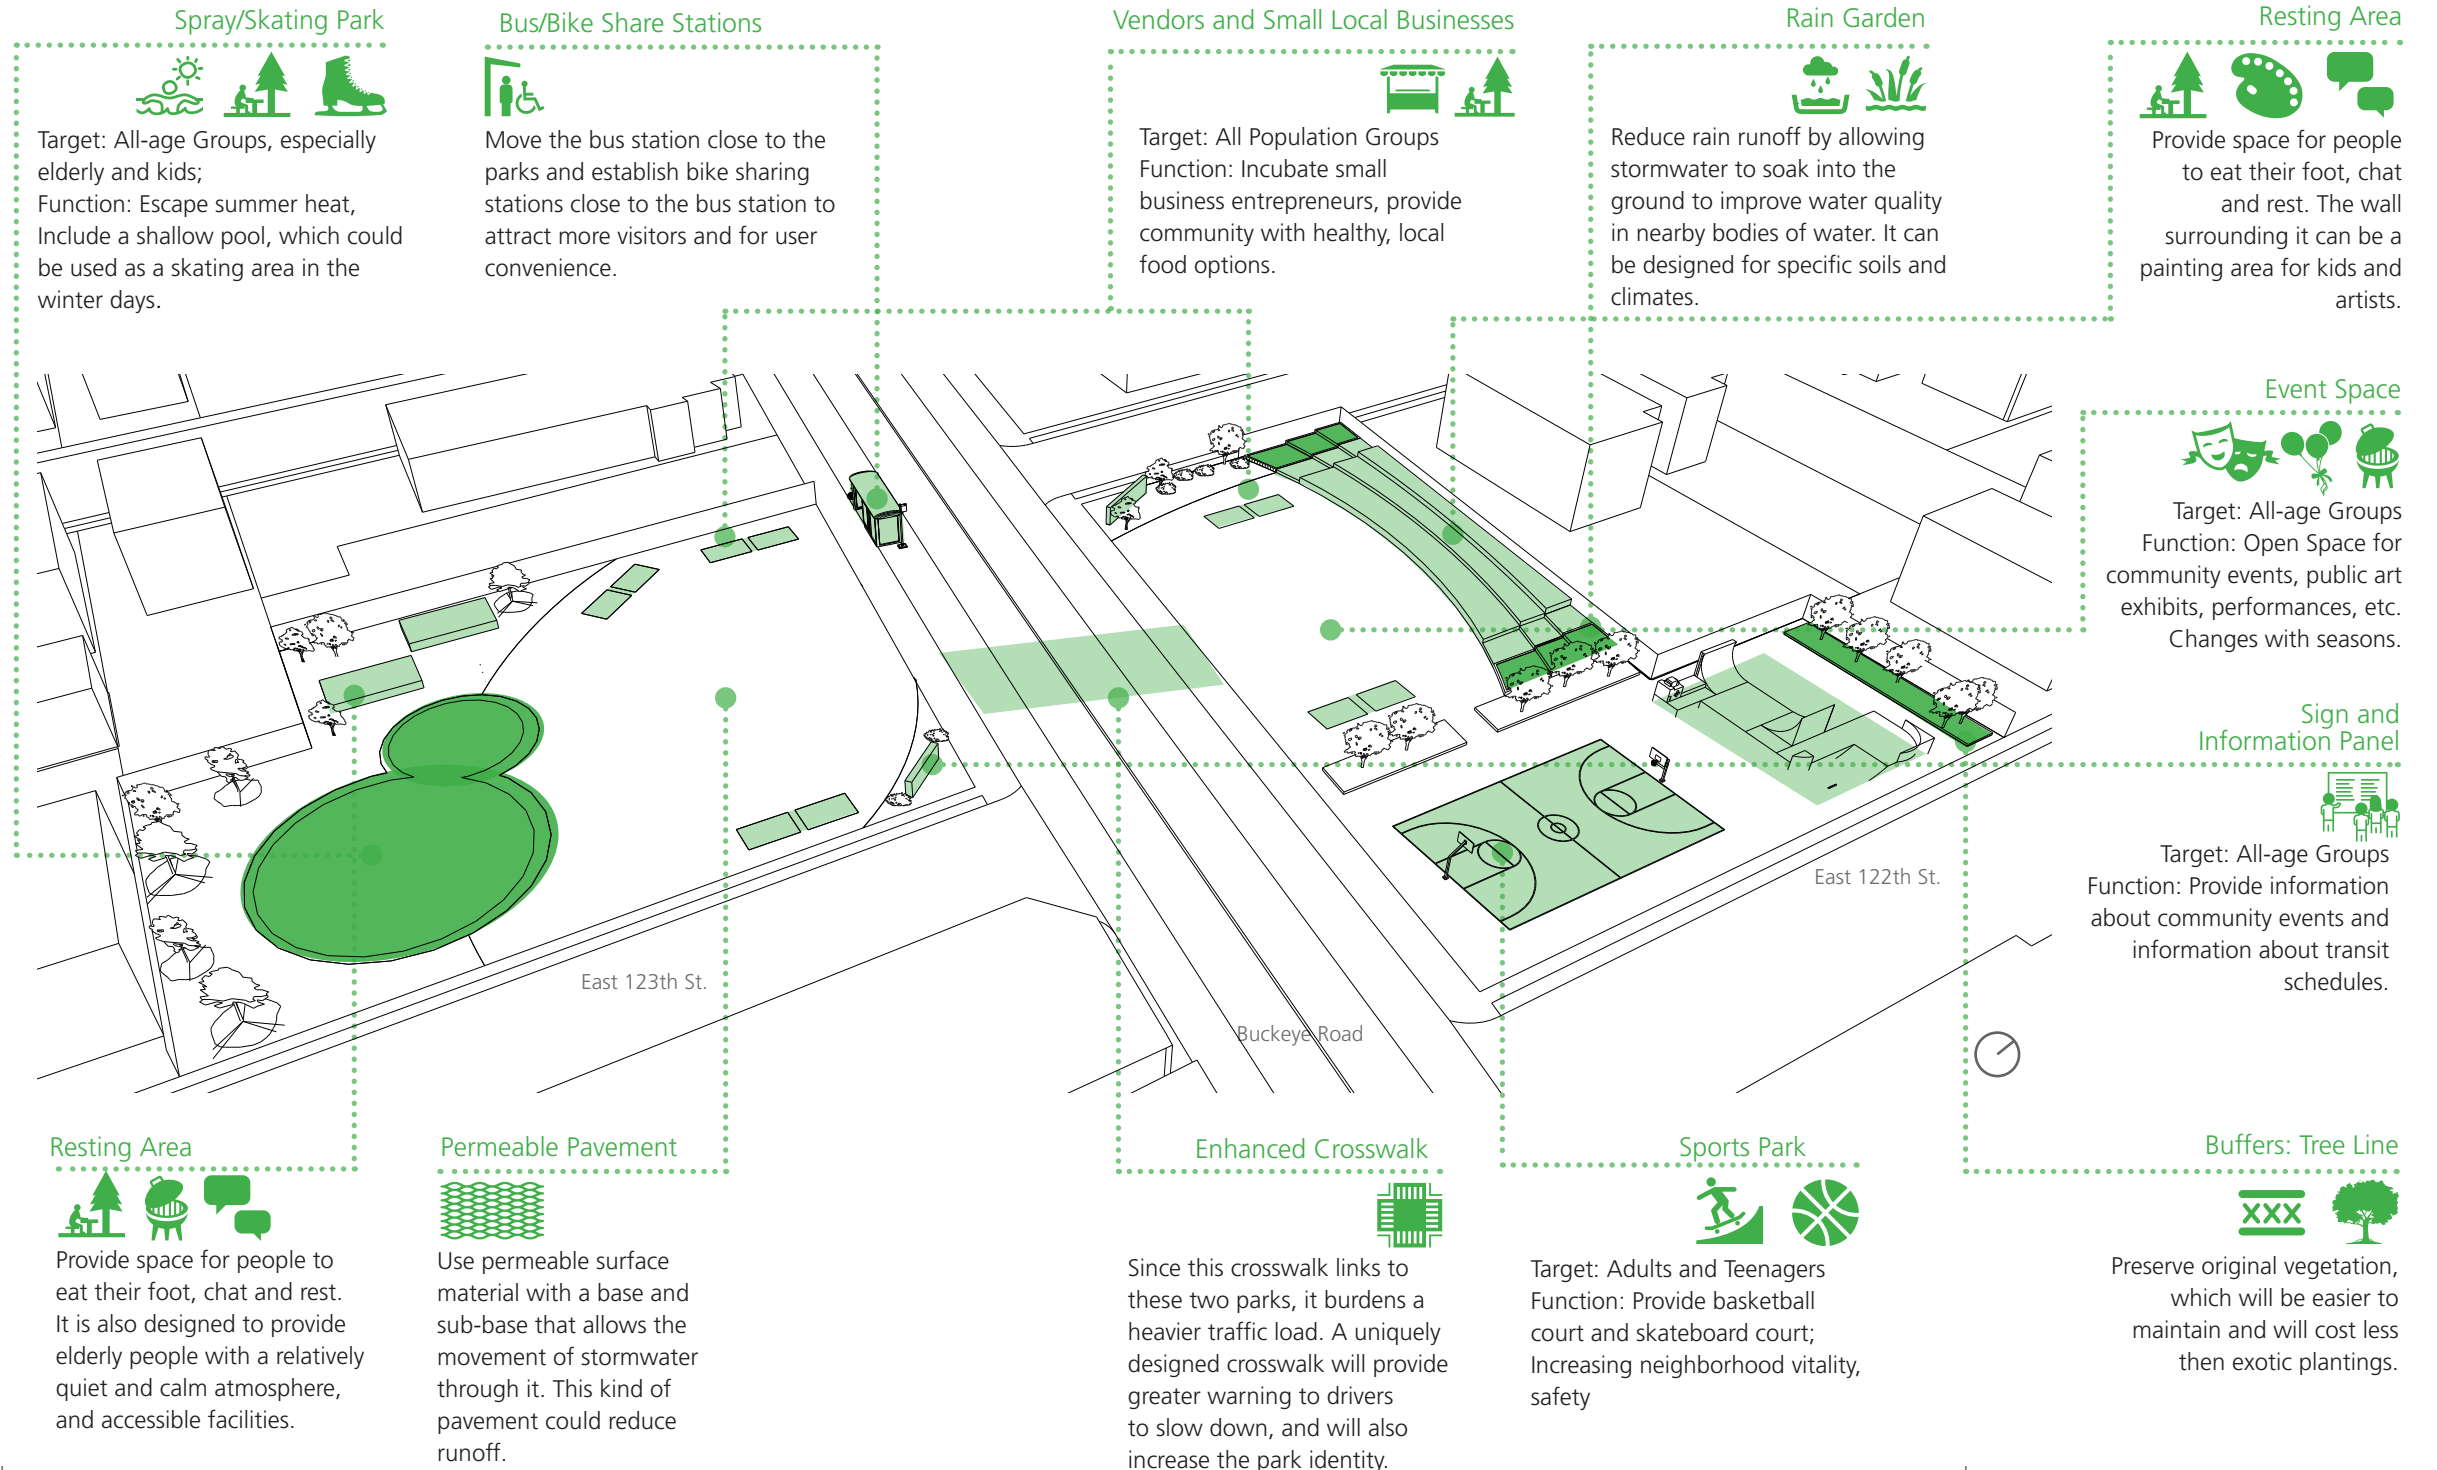 Spray/Skating Park
Target: All-age Groups, especially
elderly and kids;
Function: Escape summer heat,
Include a shallow pool, which could
be used as a skating area in the
winter days.
Bus/Bike Share Stations
Move the bus station close to the
parks and establish bike sharing
stations close to the bus station to
attract more visitors and for user
convenience.
Vendors and Small Local Businesses
Target: All Population Groups
Function: Incubate small
business entrepreneurs, provide
community with healthy, local
food options.
Rain Garden
Reduce rain runoff by allowing
stormwater to soak into the
ground to improve water quality
in nearby bodies of water. It can
be designed for specific soils and
climates.
Resting Area
Provide space for people
to eat their foot, chat
and rest. The wall
surrounding it can be a
painting area for kids and
artists.
Event Space
Target: All-age Groups
Function: Open Space for
community events, public art
exhibits, performances, etc.
Changes with seasons.
Sign and
Information Panel
Target: All-age Groups
Function: Provide information
about community events and
information about transit
schedules.
East 122th St.
East 123th St.
Buckeye Road
Resting Area
Provide space for people to
eat their foot, chat and rest.
It is also designed to provide
elderly people with a relatively
quiet and calm atmosphere,
and accessible facilities.
Permeable Pavement
Use permeable surface
material with a base and
sub-base that allows the
movement of stormwater
through it. This kind of
pavement could reduce
runoff.
Enhanced Crosswalk
Since this crosswalk links to
these two parks, it burdens a
heavier traffic load. A uniquely
designed crosswalk will provide
greater warning to drivers
to slow down, and will also
increase the park identity.
Sports Park
Target: Adults and Teenagers
Function: Provide basketball
court and skateboard court;
Increasing neighborhood vitality,
safety
Buffers: Tree Line
XXX
Preserve original vegetation,
which will be easier to
maintain and will cost less
then exotic plantings.